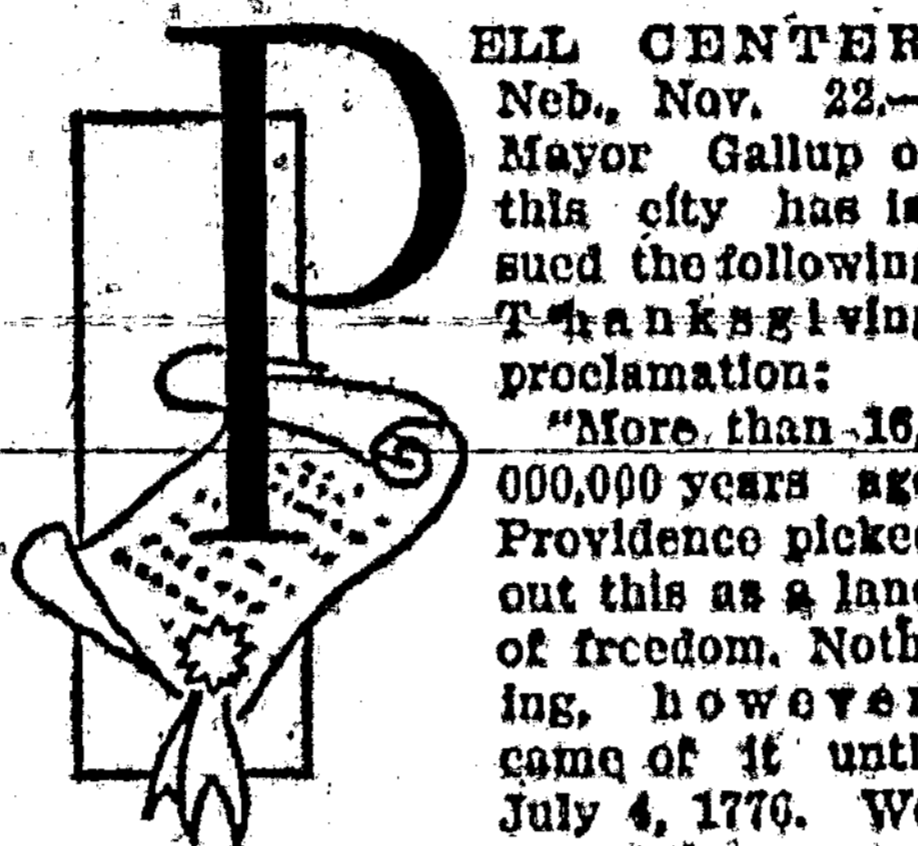 PELL CENTER
Neb., Nov. 22.—
Mayor Gallup o
this city has is
sued the following
Thanksgiving
proclamation:
"More than 16,
000,000 years ago
Providence picked
out this as a land
of freedom. Noth
ing, however
came of it until
July 4, 1776. We